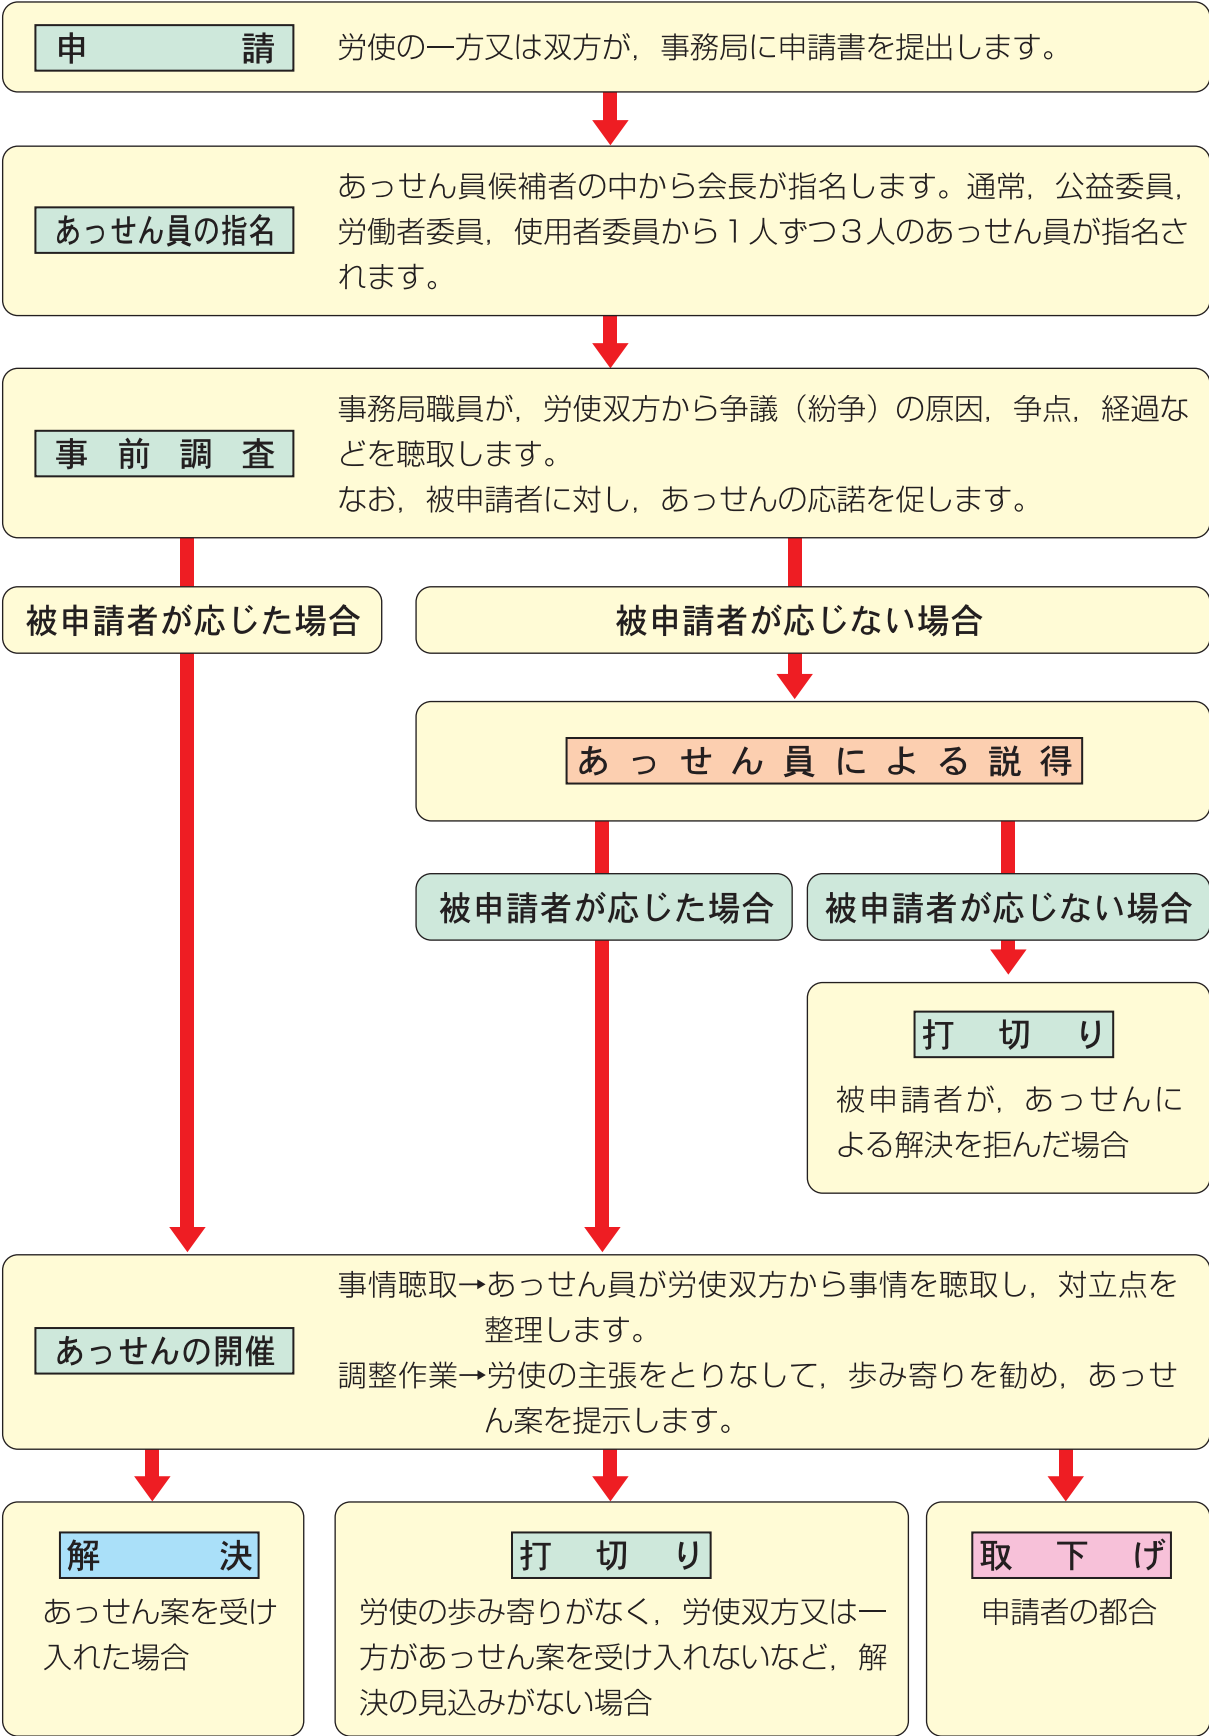 申請
労使の一方又は双方が，事務局に申請書を提出します。
あっせん員の指名
あっせん員候補者の中から会長が指名します。通常，公益委員，
労働者委員，使用者委員から１人ずつ３人のあっせん員が指名さ
れます。
事前調査
事務局職員が，労使双方から争議（紛争）の原因，争点，経過な
どを聴取します。
なお，被申請者に対し，あっせんの応諾を促します。
被申請者が応じた場合
被申請者が応じない場合
あっせん員による説得
被申請者が応じた場合
被申請者が応じない場合
打切り
被申請者が，あっせんに
よる解決を拒んだ場合
あっせんの開催
事情聴取→あっせん員が労使双方から事情を聴取し，対立点を
整理します。
調整作業→労使の主張をとりなして，歩み寄りを勧め，あっせ
ん案を提示します。
解決
あっせん案を受け
入れた場合
打切り
労使の歩み寄りがなく，労使双方又は一
方があっせん案を受け入れないなど，解
決の見込みがない場合
取下げ
申請者の都合